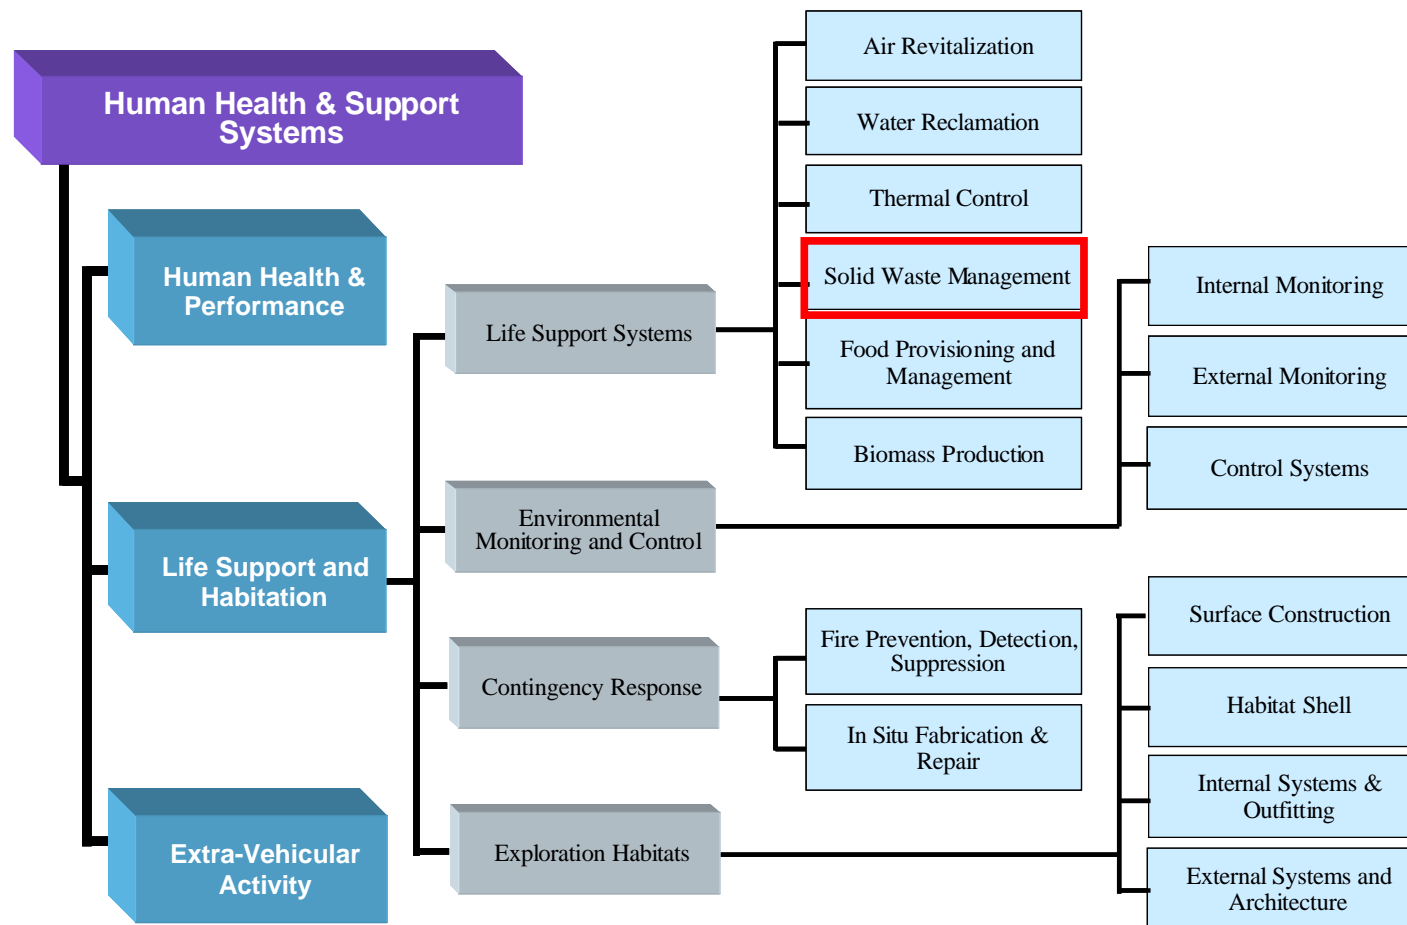 Human Health & Support
Systems
Human Health &
Performance
Life Support and
Habitation
Extra-Vehicular
Activity
Life Support Systems
Environmental
Monitoring and Control
Contingency Response
Exploration Habitats
Air Revitalization
Water Reclamation
Thermal Control
Solid Waste Management
Food Provisioning and
Management
Biomass Production
Fire Prevention, Detection,
Suppression
In Situ Fabrication &
Repair
Internal Monitoring
External Monitoring
Control Systems
Surface Construction
Habitat Shell
Internal Systems &
Outfitting
External Systems and
Architecture